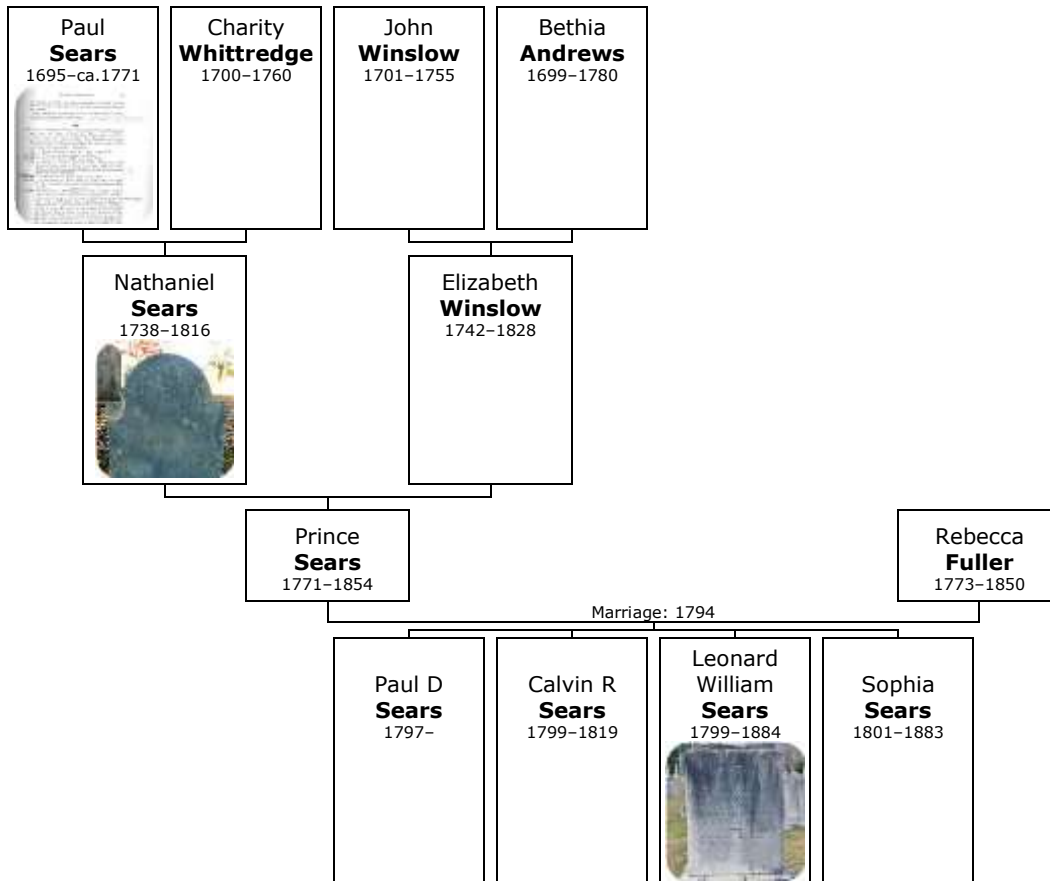 Paul
Sears
1695–ca.1771
Charity
Whittredge
1700–1760
John
Winslow
1701–1755
Bethia
Andrews
1699–1780
Nathaniel
Sears
1738–1816
Elizabeth
Winslow
1742–1828
Prince
Sears
1771–1854
Rebecca
Fuller
1773–1850
Marriage: 1794
Paul D
Sears
1797–
Calvin R
Sears
1799–1819
Leonard
William
Sears
1799–1884
Sophia
Sears
1801–1883